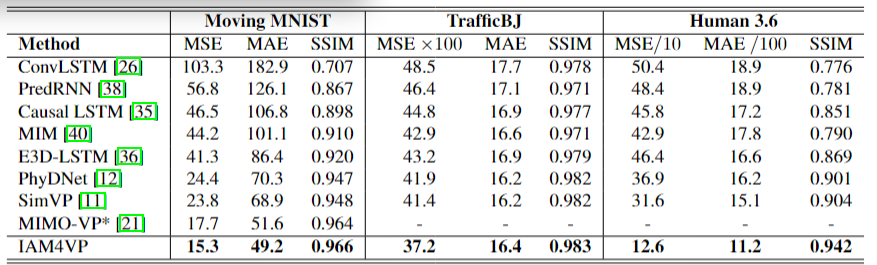 Moving MNIST TrafficBJ Human 3.6
Method MSE MAE SSIM MSE ×100 MAE SSIM MSE/10 MAE /100 SSIM
ConvLSTM [26] 103.3 182.9 0.707 48.5 17.7 0.978 50.4 18.9 0.776
PredRNN [38] 56.8 126.1 0.867 46.4 17.1 0.971 48.4 18.9 0.781
Causal LSTM [35] 46.5 106.8 0.898 44.8 16.9 0.977 45.8 17.2 0.851
MIM [40] 44.2 101.1 0.910 42.9 16.6 0.971 42.9 17.8 0.790
E3D-LSTM [36] 41.3 86.4 0.920 43.2 16.9 0.979 46.4 16.6 0.869
PhyDNet [12] 24.4 70.3 0.947 41.9 16.2 0.982 36.9 16.2 0.901
SimVP [11] 23.8 68.9 0.948 41.4 16.2 0.982 31.6 15.1 0.904
MIMO-VP* [21] 17.7 51.6 0.964 - - - - - -
IAM4VP 15.3 49.2 0.966 37.2 16.4 0.983 12.6 11.2 0.942